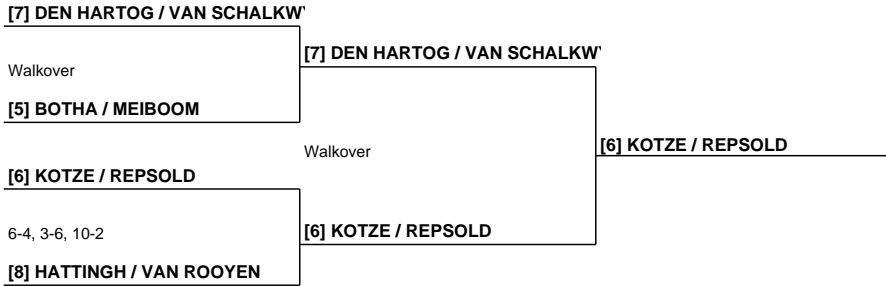 [7] DEN HARTOG / VAN SCHALKW
Walkover
[5] BOTHA / MEIBOOM
[7] DEN HARTOG / VAN SCHALKW
[6] KOTZE / REPSOLD
6-4, 3-6, 10-2
[8] HATTINGH / VAN ROOYEN
Walkover
[6] KOTZE / REPSOLD
[6] KOTZE / REPSOLD